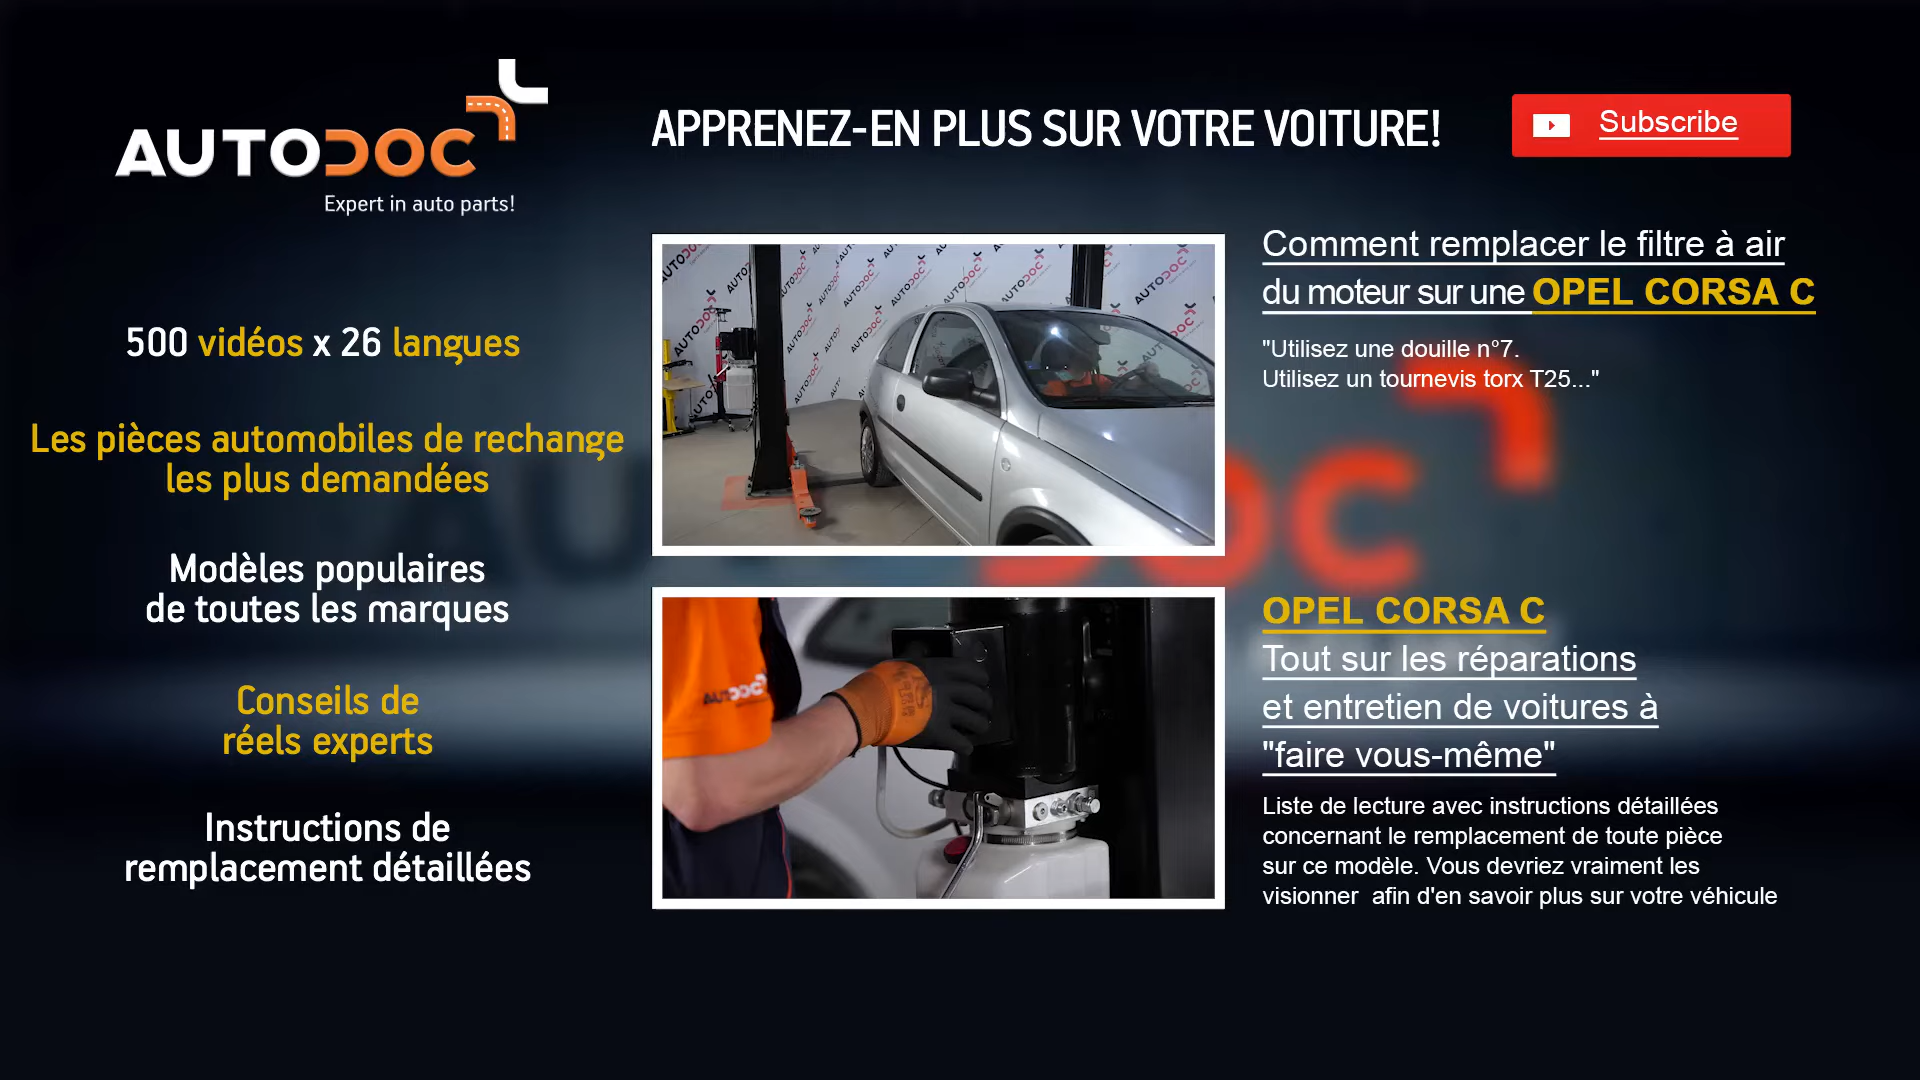 AUTODOC
Expert in auto parts!
APPRENEZ-EN PLUS SUR VOTRE VOITURE!
Subscribe
500 vidéos x 26 langues
Les pièces automobiles de rechange
les plus demandées
Modèles populaires
de toutes les marques
Conseils de
réels experts
Instructions de
remplacement détaillées
Comment remplacer le filtre à air
du moteur sur une OPEL CORSA C
"Utilisez une douille n°7.
Utilisez un tournevis torx T25..."
OPEL CORSA C
Tout sur les réparations
et entretien de voitures à
"faire vous-même"
Liste de lecture avec instructions détaillées
concernant le remplacement de toute pièce
sur ce modèle. Vous devriez vraiment les
visionner  afin d'en savoir plus sur votre véhicule